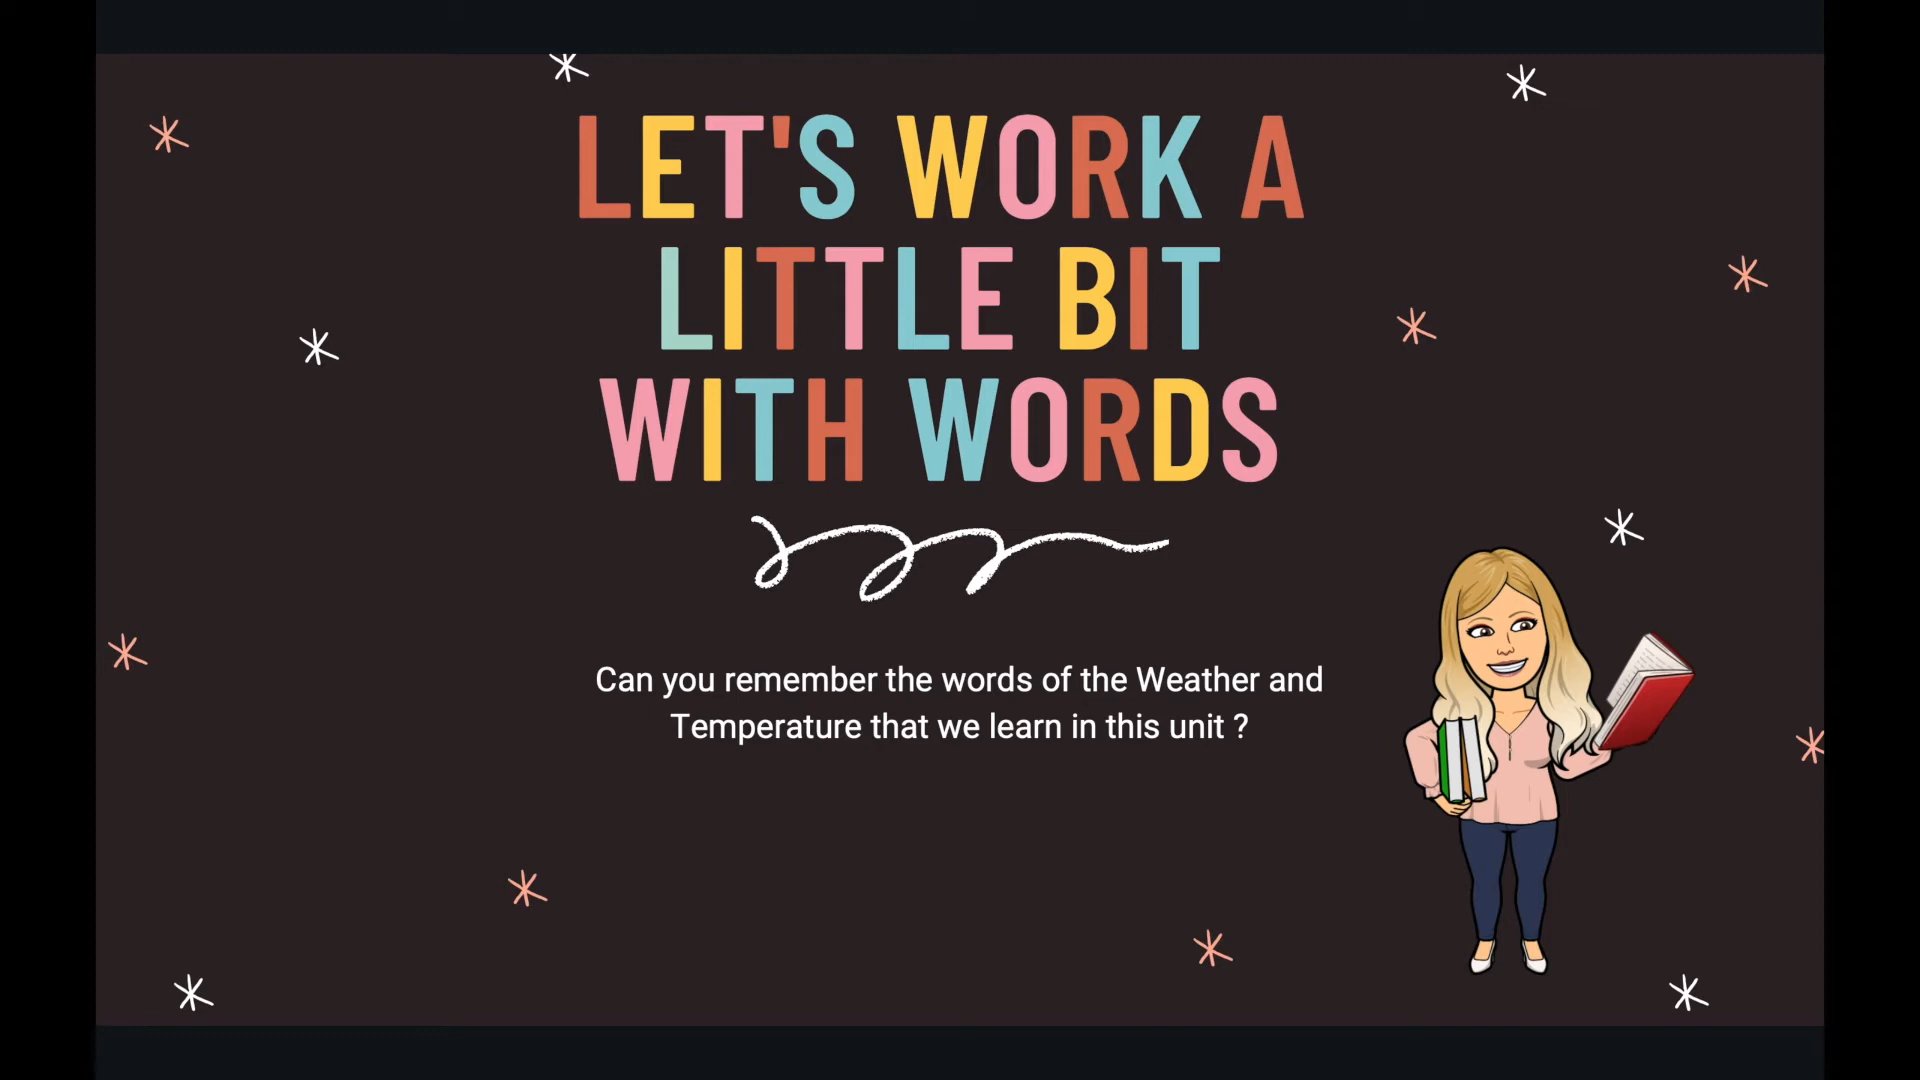 LET'S WORK A
LITTLE BIT
WITH WORDS
Can you remember the words of the Weather and
Temperature that we learn in this unit ?